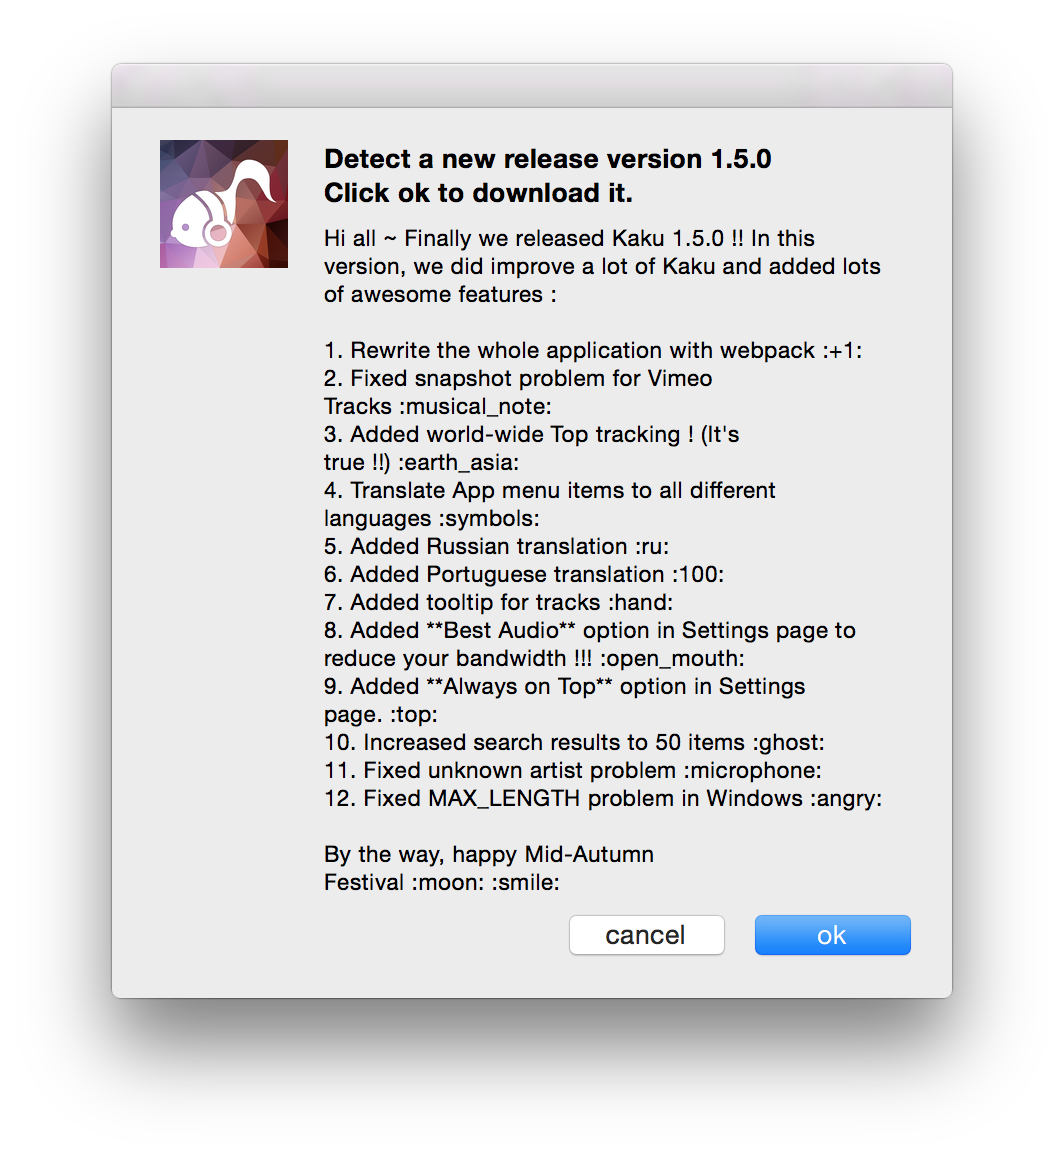 Detect a new release version 1.5.0
Click ok to download it.
Hi all ~ Finally we released Kaku 1.5.0 !! In this
version, we did improve a lot of Kaku and added lots
of awesome features :
1. Rewrite the whole application with webpack :+1:
2. Fixed snapshot problem for Vimeo
Tracks :musical_note:
3. Added world-wide Top tracking ! (It's
true !!) :earth_asia:
4. Translate App menu items to all different
languages :symbols:
5. Added Russian translation :ru:
6. Added Portuguese translation :100:
7. Added tooltip for tracks :hand:
8. Added **Best Audio** option in Settings page to
reduce your bandwidth !!! :open_mouth:
9. Added **Always on Top** option in Settings
page. :top:
10. Increased search results to 50 items :ghost:
11. Fixed unknown artist problem :microphone:
12. Fixed MAX_LENGTH problem in Windows :angry:
By the way, happy Mid-Autumn
Festival :moon: :smile:
cancel
ok